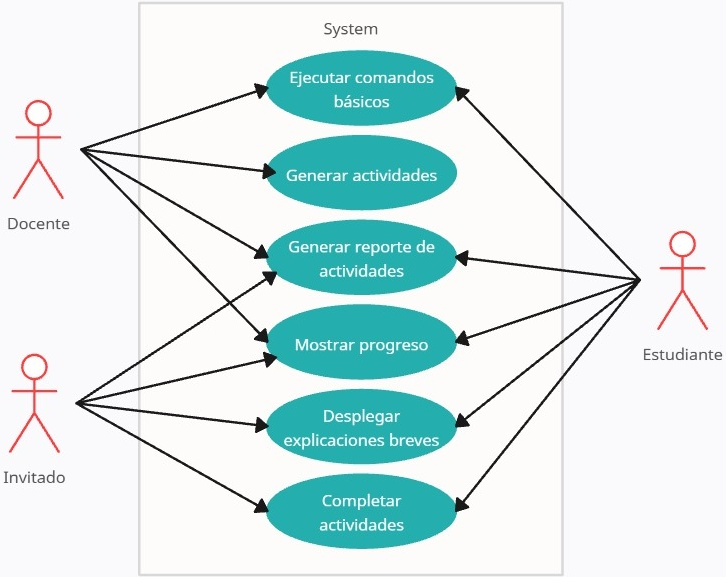 System
Ejecutar comandos
básicos
Generar actividades
Docente
Generar reporte de
actividades
Mostrar progreso
Estudiante
Desplegar
explicaciones breves
Invitado
Completar
actividades